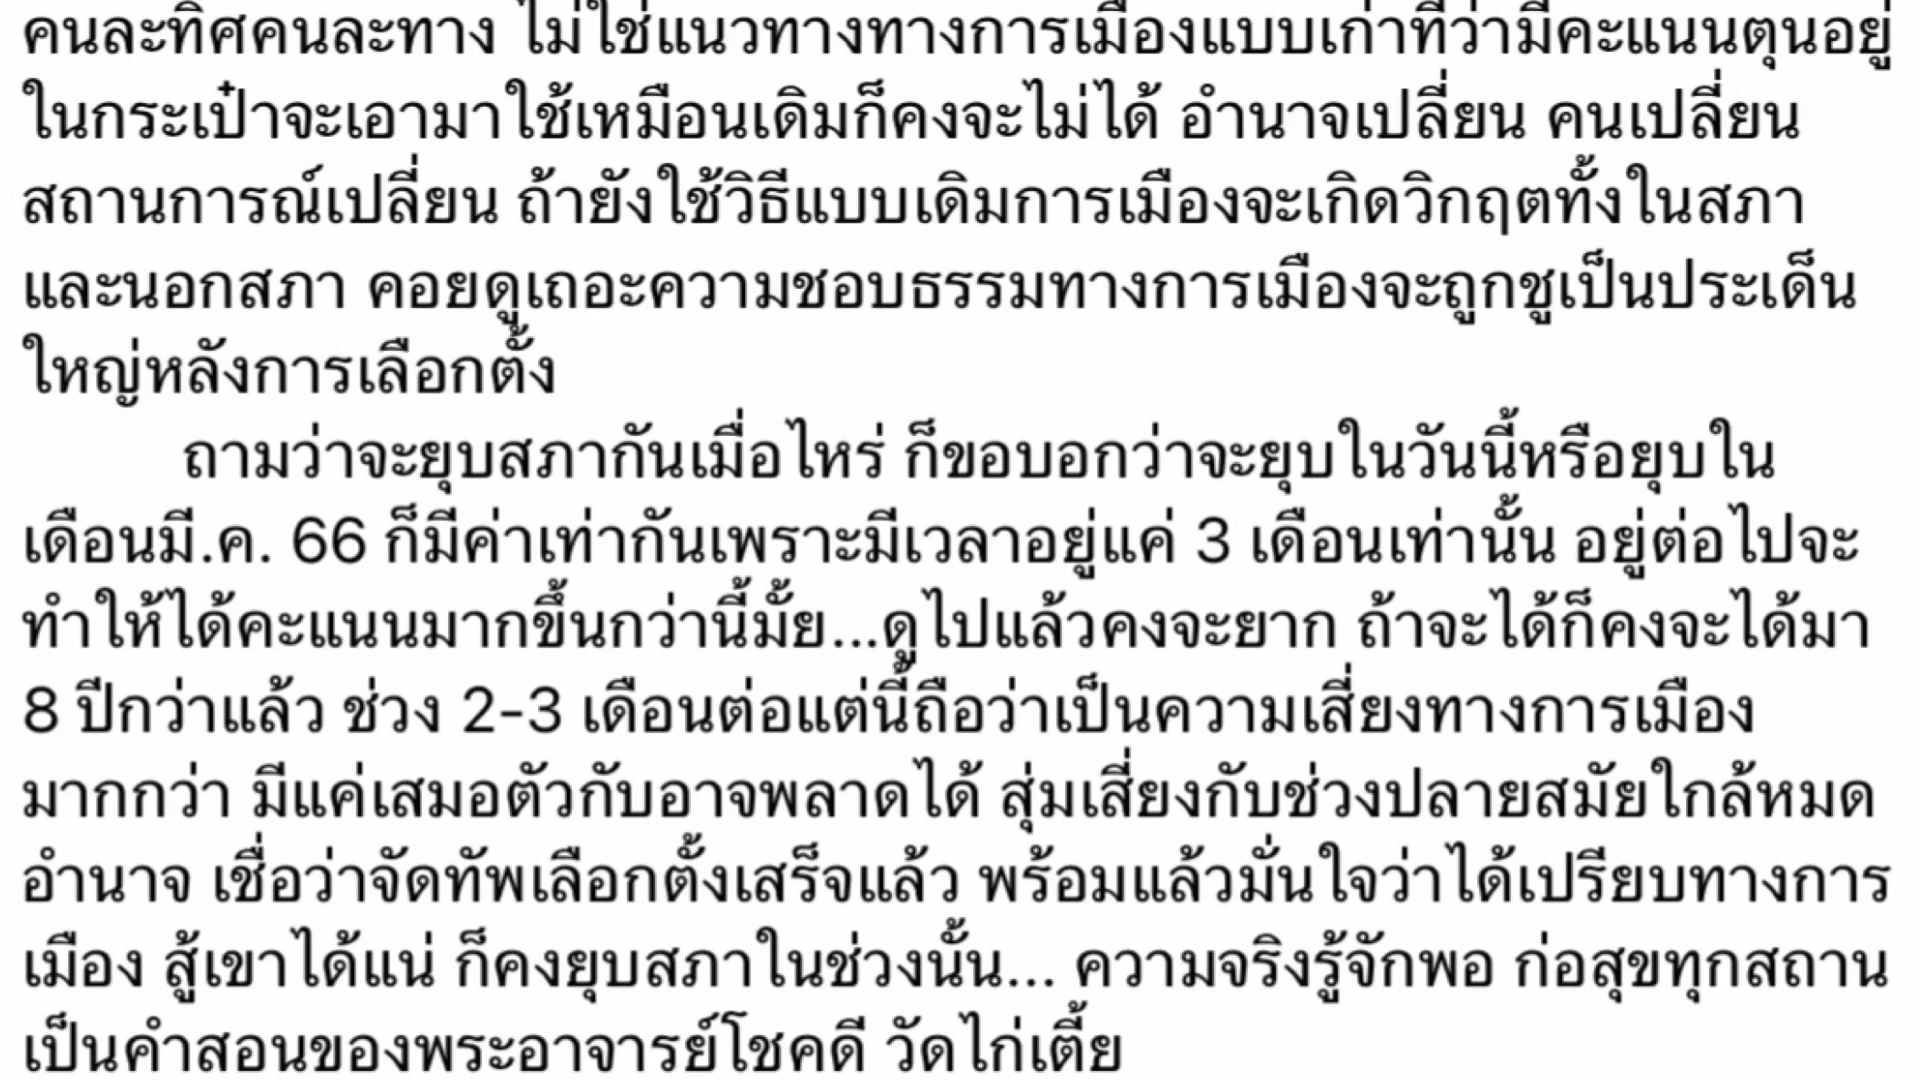 คนละทิศคนละทาง ไม่ใช่แนวทางทางการเมืองแบบเก่าที่ว่ามีคะแนนตุนอยู่
ในกระเป๋าจะเอามาใช้เหมือนเดิมก็คงจะไม่ได้ อำนาจเปลี่ยน คนเปลี่ยน
สถานการณ์เปลี่ยน ถ้ายังใช้วิธีแบบเดิมการเมืองจะเกิดวิกฤตทั้งในสภา
และนอกสภา คอยดูเถอะความชอบธรรมทางการเมืองจะถูกชูเป็นประเด็น
ใหญ่หลังการเลือกตั้ง
ถามว่าจะยุบสภากันเมื่อไหร่ ก็ขอบอกว่าจะยุบในวันนี้หรือยุบใน
เดือนมี.ค. 66 ก็มีค่าเท่ากันเพราะมีเวลาอยู่แค่ 3 เดือนเท่านั้น อยู่ต่อไปจะ
ทำให้ได้คะแนนมากขึ้นกว่านี้มั้ย...ดูไปแล้วคงจะยาก ถ้าจะได้ก็คงจะได้มา
8 ปีกว่าแล้ว ช่วง 2-3 เดือนต่อแต่นี้ถือว่าเป็นความเสี่ยงทางการเมือง
มากกว่า มีแค่เสมอตัวกับอาจพลาดได้ สุ่มเสี่ยงกับช่วงปลายสมัยใกล้หมด
อำนาจ เชื่อว่าจัดทัพเลือกตั้งเสร็จแล้ว พร้อมแล้วมั่นใจว่าได้เปรียบทางการ
เมือง สู้เขาได้แน่ ก็คงยุบสภาในช่วงนั้น... ความจริงรู้จักพอ ก่อสุขทุกสถาน
เป็นคำสอนของพระอาจารย์โชคดี วัดไก่เตี้ย